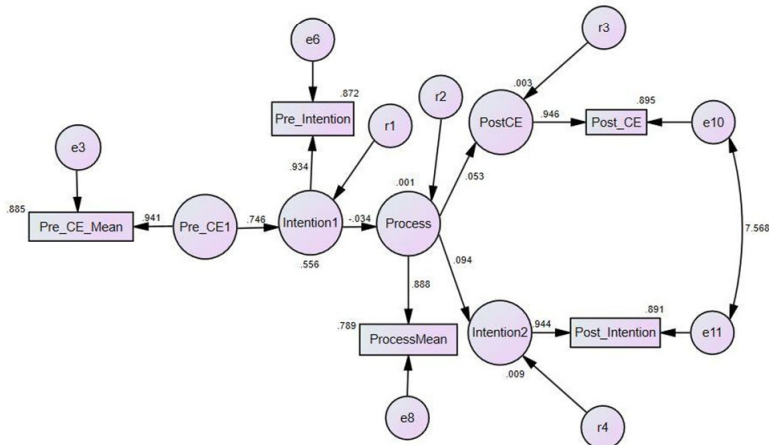 r3
e6
.003
.872
r2
.895
Pre_Intention
r1
PostCE
.946
Post_CE
e10
e3
.934
.001
.053
.885
.941
.746
-.034
Pre_CE_Mean
Pre_CE1
Intention1
Process
7.568
.556
.094
.888
.891
.789
.944
ProcessMean
Intention2
Post_Intention
e11
.009
e8
r4